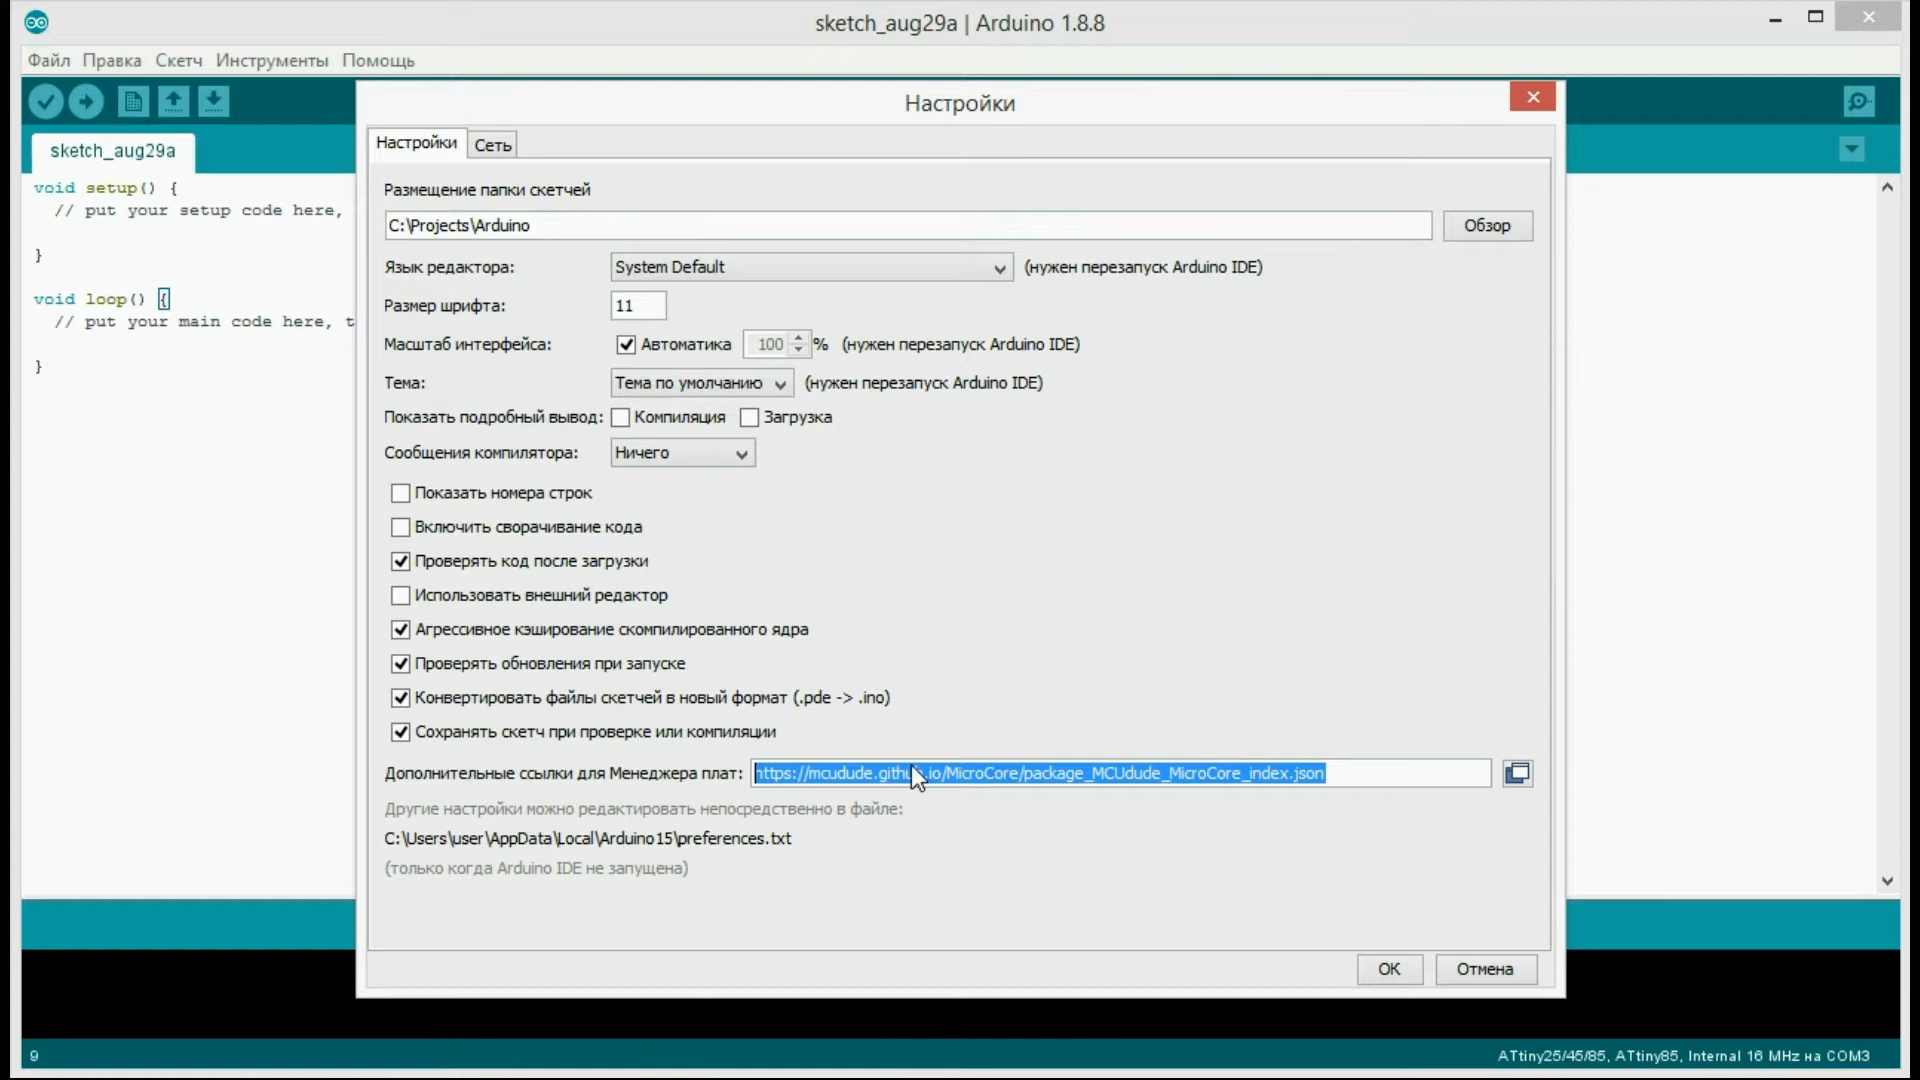 sketch_aug29a | Arduino 1.8.8
Файл Правка Скетч Инструменты Помощь
Настройки
sketch_aug29a
Настройки Сеть
void setup() {
// put your setup code here,
}
void loop() {
// put your main code here, t
}
Размещение папки скетчей
C:\Projects\Arduino Обзор
Язык редактора: System Default (нужен перезапуск Arduino IDE)
Размер шрифта: 11
Масштаб интерфейса: Автоматика 100 % (нужен перезапуск Arduino IDE)
Тема: Тема по умолчанию (нужен перезапуск Arduino IDE)
Показать подробный вывод: Компиляция Загрузка
Сообщения компилятора: Ничего
Показать номера строк
Включить сворачивание кода
Проверять код после загрузки
Использовать внешний редактор
Агрессивное кэширование скомпилированного ядра
Проверять обновления при запуске
Конвертировать файлы скетчей в новый формат (.pde -> .ino)
Сохранять скетч при проверке или компиляции
Дополнительные ссылки для Менеджера плат: https://mcudude.github.io/MicroCore/package_MCUdude_MicroCore_index.json
Другие настройки можно редактировать непосредственно в файле:
C:\Users\user\AppData\Local\Arduino15\preferences.txt
(только когда Arduino IDE не запущена)
OK Отмена
9 ATtiny25/45/85, ATtiny85, Internal 16 MHz на COM3